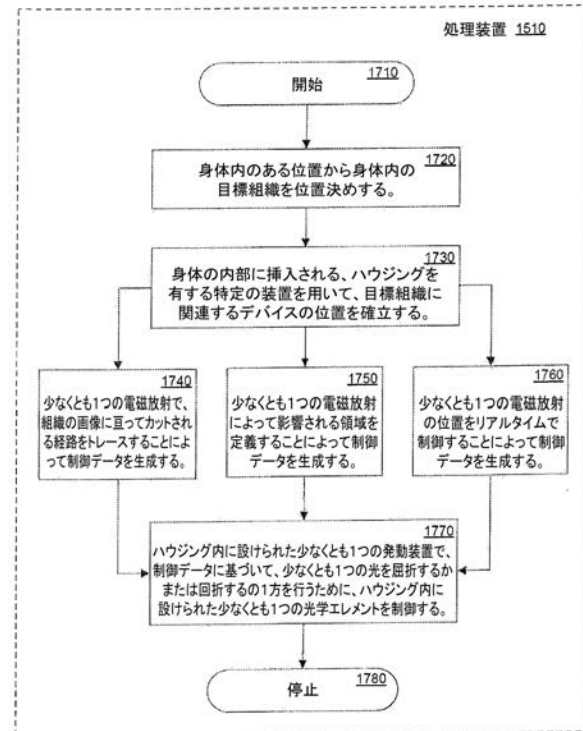 処理装置 1510
1710
開始
1720
身体内のある位置から身体内の
目標組織を位置決めする。
1730
身体の内部に挿入される、ハウジングを
有する特定の装置を用いて、目標組織に
関連するデバイスの位置を確立する。
1740
少なくとも1つの電磁放射で、
組織の画像に亘ってカットされ
る経路をトレースすることによ
って制御データを生成する。
1750
少なくとも1つの電磁放射
によって影響される領域を
定義することによって制御
データを生成する。
1760
少なくとも1つの電磁放射
の位置をリアルタイムで
制御することによって制御
データを生成する。
1770
ハウジング内に設けられた少なくとも1つの発動装置で、
制御データに基づいて、少なくとも1つの光を屈折するか
または回折するの1方を行うために、ハウジング内に
設けられた少なくとも1つの光学エレメントを制御する。
1780
停止